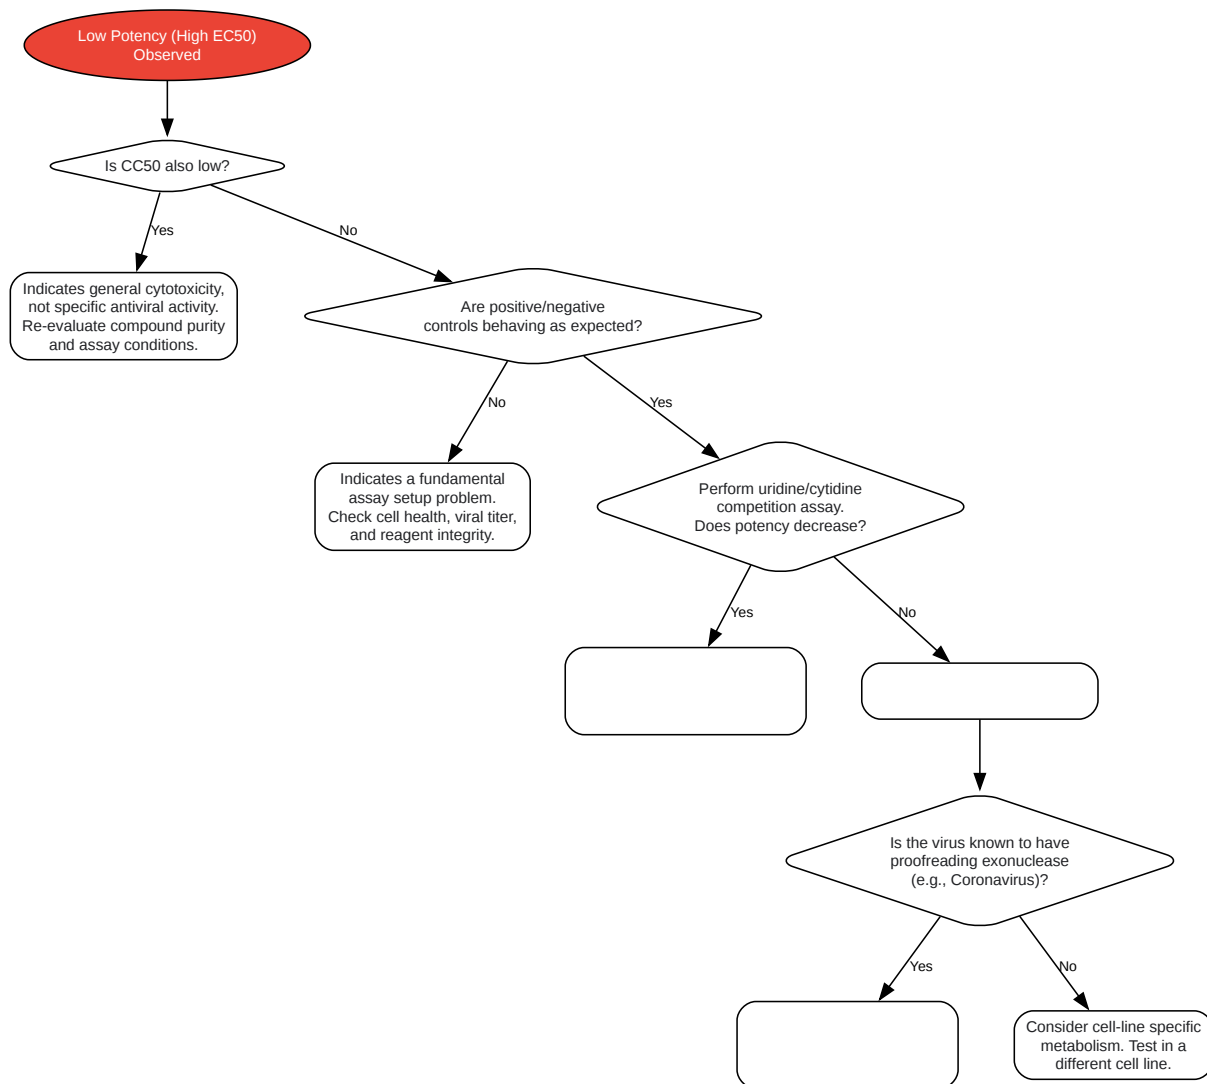 Low Potency (High EC50)
Observed
Is CC50 also low?
Yes
No
Indicates general cytotoxicity,
not specific antiviral activity.
Re-evaluate compound purity
and assay conditions.
Are positive/negative
controls behaving as expected?
No
Yes
Indicates a fundamental
assay setup problem.
Check cell health, viral titer,
and reagent integrity.
Perform uridine/cytidine
competition assay.
Does potency decrease?
Yes
No
Is the virus known to have
proofreading exonuclease
(e.g., Coronavirus)?
Yes
No
Consider cell-line specific
metabolism. Test in a
different cell line.